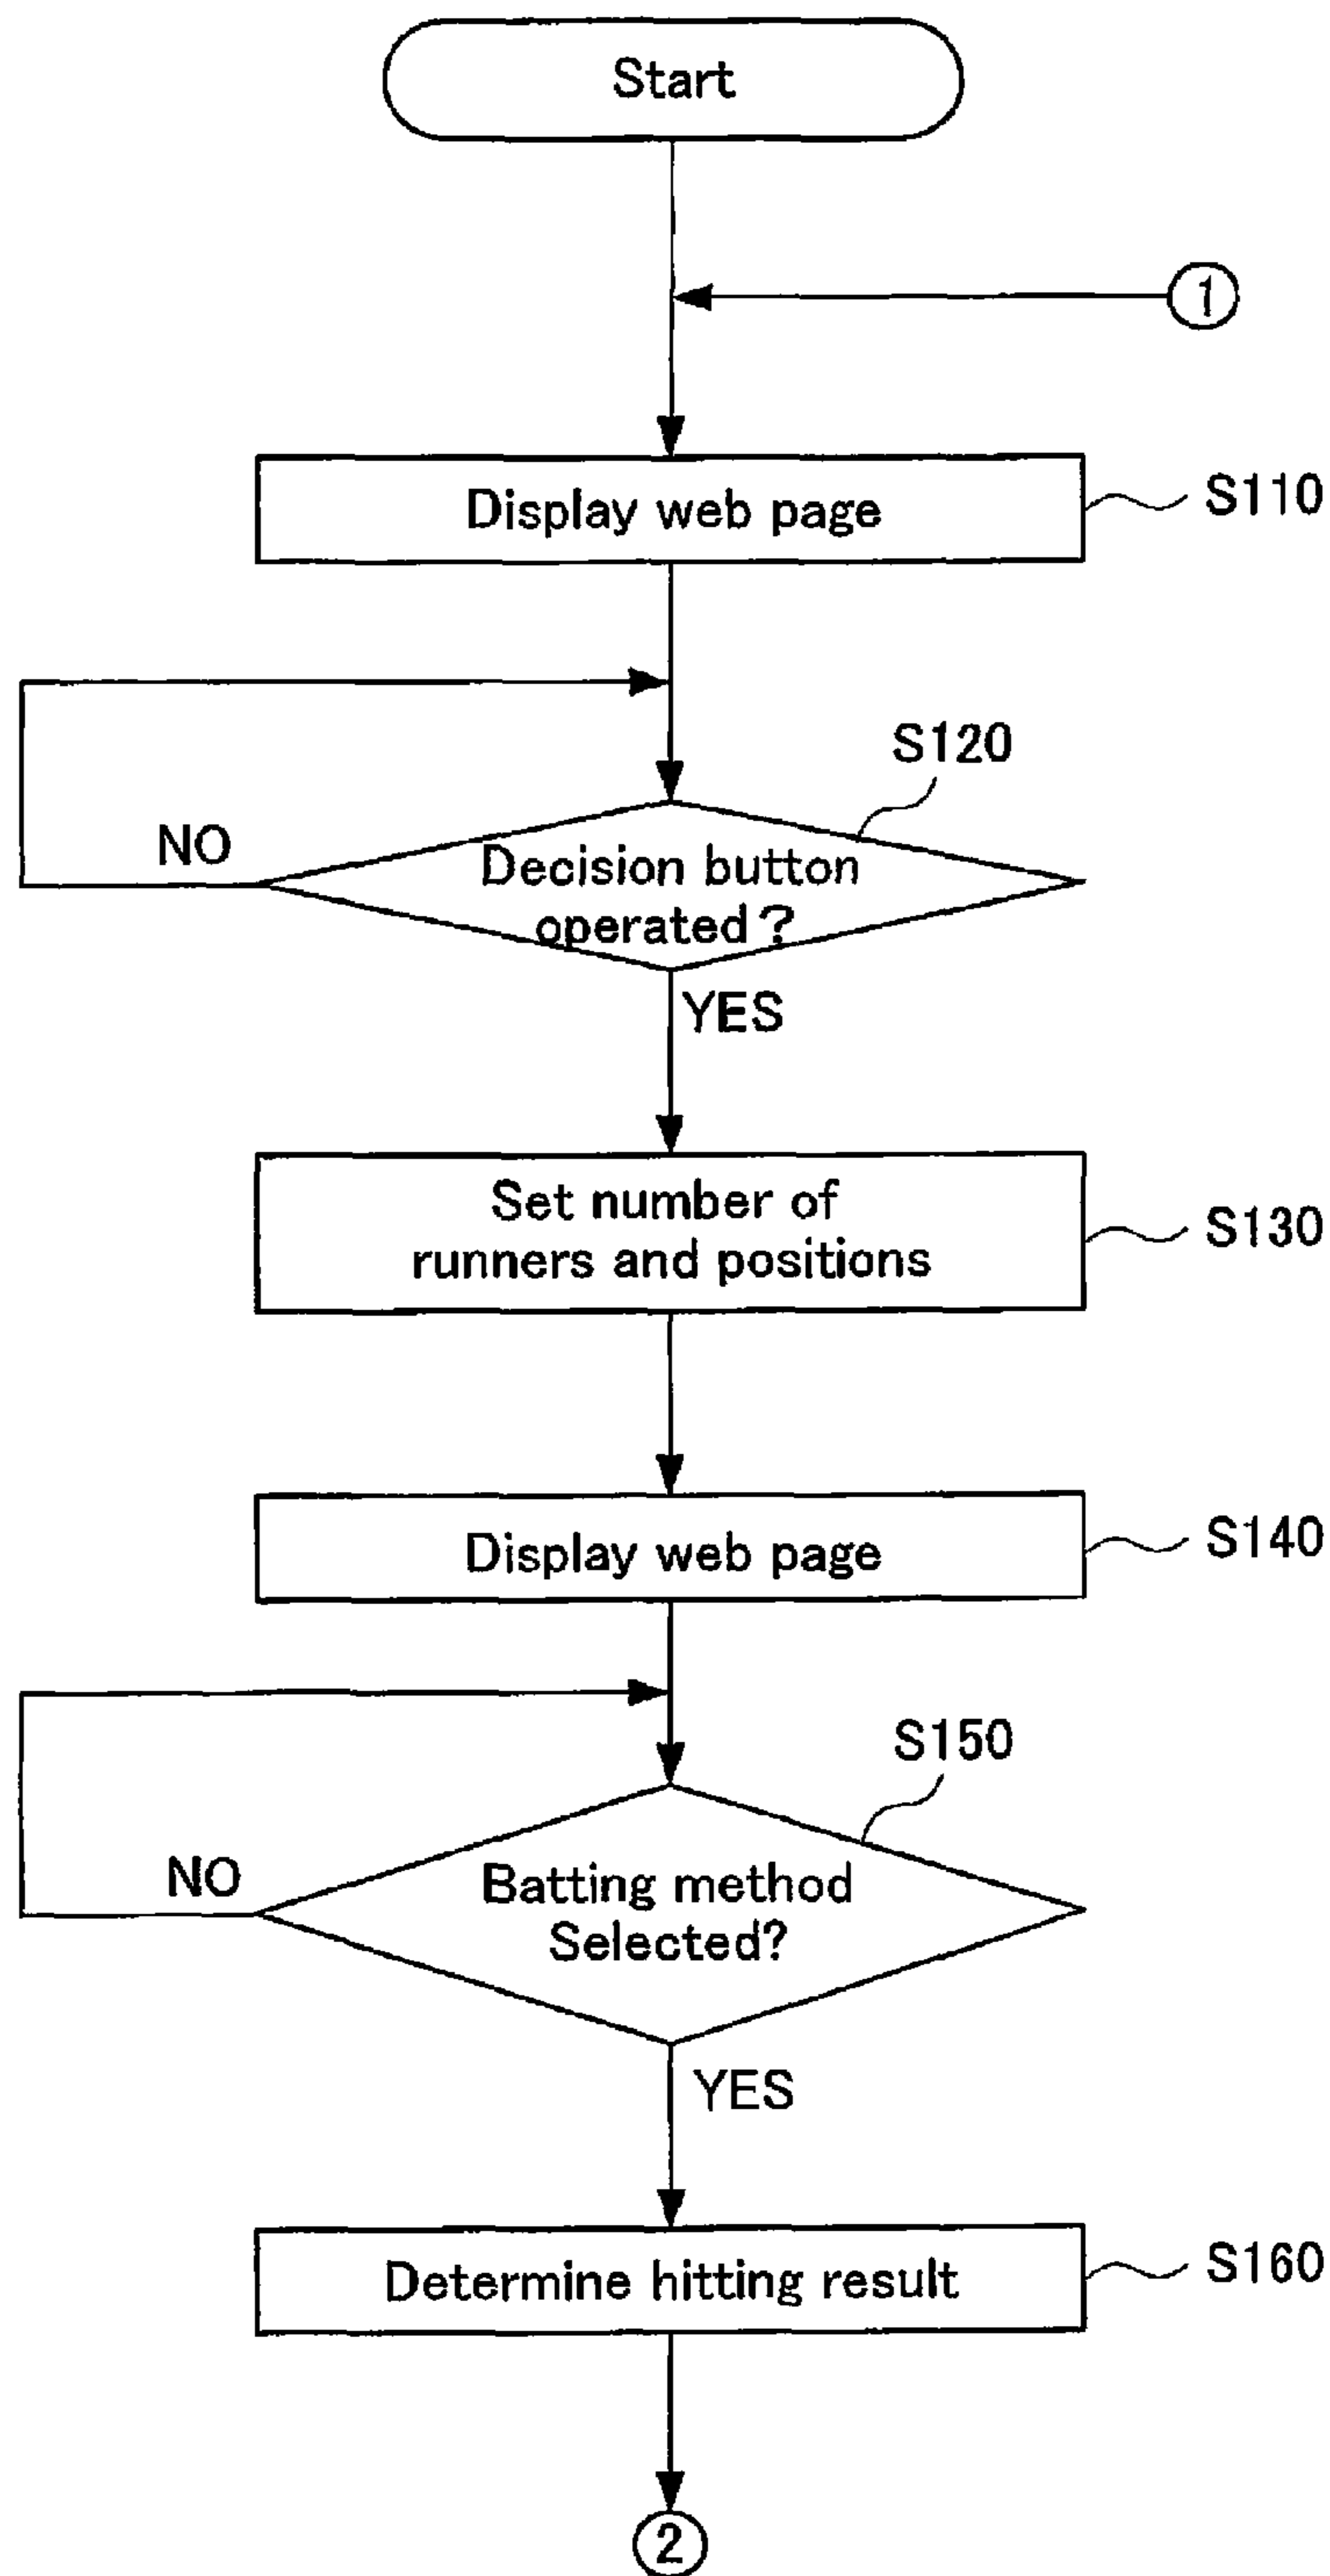 Start
1
Display web page
S110
S120
NO
Decision button
operated?
YES
Set number of
runners and positions
S130
Display web page
S140
S150
NO
Batting method
Selected?
YES
Determine hitting result
S160
2